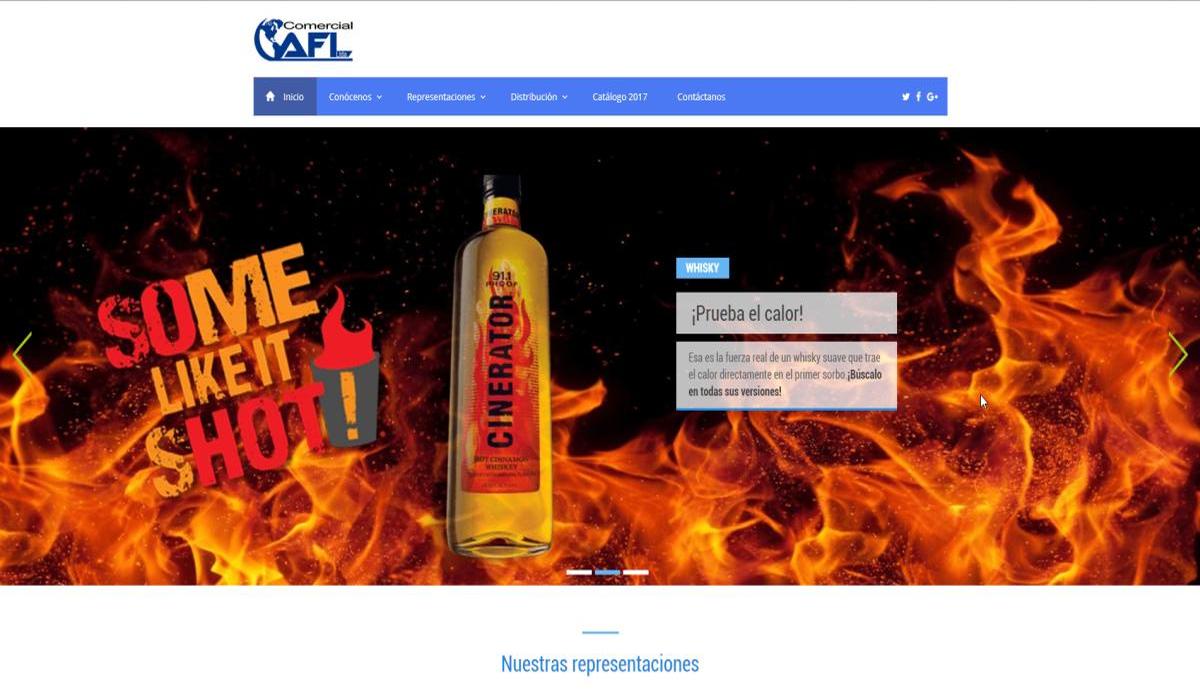 Comercial
AFL
Inicio
Conócenos
Representaciones
Distribución
Catálogo 2017
Contáctanos
SOME
LIKE IT
SHOT!
91.1
PROOF
CINERATOR
HOT CINNAMON
WHISKEY
WHISKY
¡Prueba el calor!
Esa es la fuerza real de un whisky suave que trae
el calor directamente en el primer sorbo ¡Búscalo
en todas sus versiones!
Nuestras representaciones